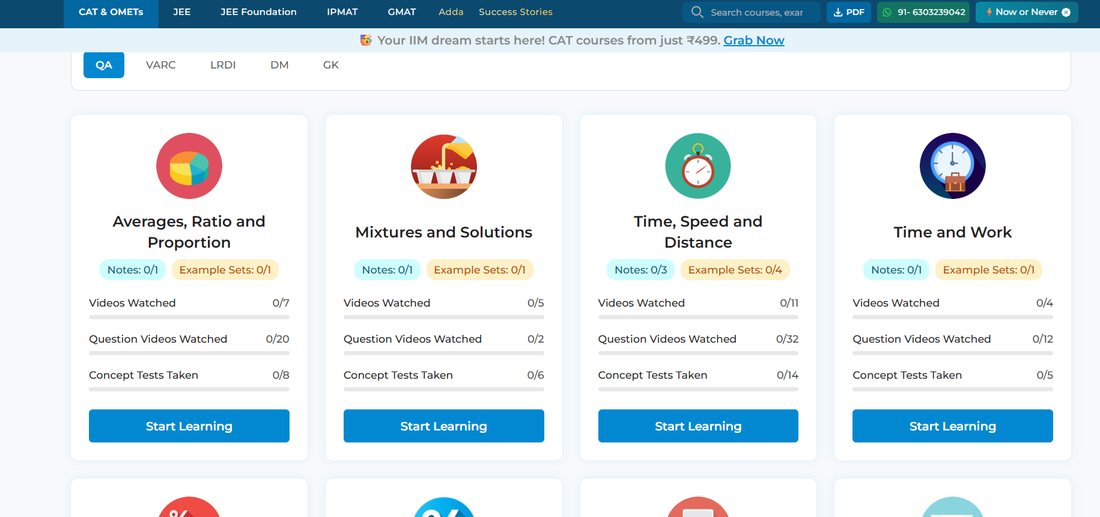 CAT & OMETs JEE JEE Foundation IPMAT GMAT Adda Success Stories Search courses, exar PDF 91- 6303239042 Now or Never
Your IIM dream starts here! CAT courses from just ₹499. Grab Now
QA VARC LRDI DM GK
Averages, Ratio and
Proportion
Notes: 0/1 Example Sets: 0/1
Videos Watched 0/7
Question Videos Watched 0/20
Concept Tests Taken 0/8
Start Learning
Mixtures and Solutions
Notes: 0/1 Example Sets: 0/1
Videos Watched 0/5
Question Videos Watched 0/2
Concept Tests Taken 0/6
Start Learning
Time, Speed and
Distance
Notes: 0/3 Example Sets: 0/4
Videos Watched 0/11
Question Videos Watched 0/32
Concept Tests Taken 0/14
Start Learning
Time and Work
Notes: 0/1 Example Sets: 0/1
Videos Watched 0/4
Question Videos Watched 0/12
Concept Tests Taken 0/5
Start Learning
%